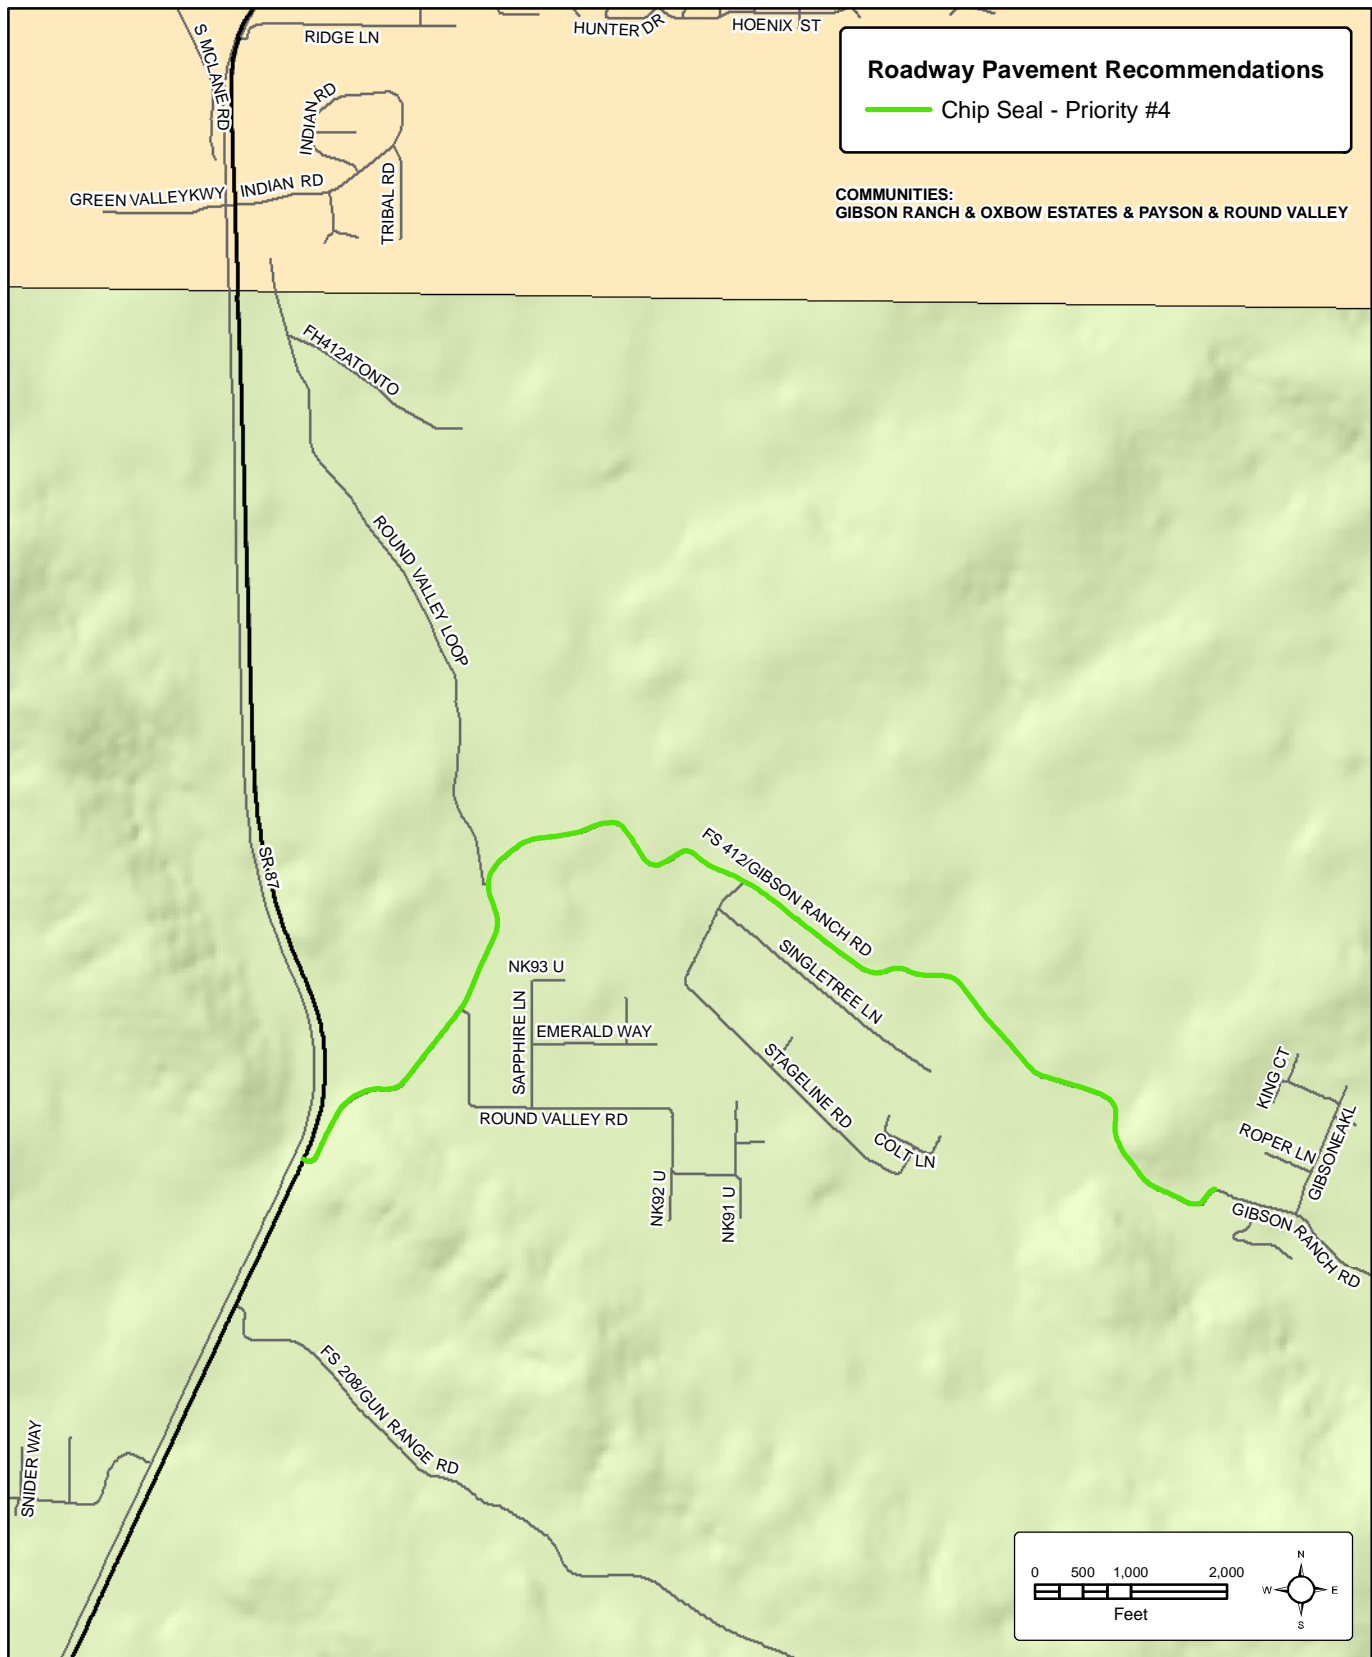 S MCLANE RD
RIDGE LN
HUNTER DR
HOENIX ST
Roadway Pavement Recommendations
Chip Seal - Priority #4
COMMUNITIES:
GIBSON RANCH & OXBOW ESTATES & PAYSON & ROUND VALLEY
INDIAN RD
GREEN VALLEYKWY
INDIAN RD
TRIBAL RD
FH412ATONTO
ROUND VALLEY LOOP
SR 87
FS 412/GIBSON RANCH RD
NK93 U
SAPPHIRE LN
EMERALD WAY
SINGLETREE LN
STAGELINE RD
ROUND VALLEY RD
COLT LN
KING CT
ROPER LN
GIBSONEAKL
NK92 U
NK91 U
GIBSON RANCH RD
FS 208/GUN RANGE RD
SNIDER WAY
0 500 1,000 2,000
Feet
N
W E
S